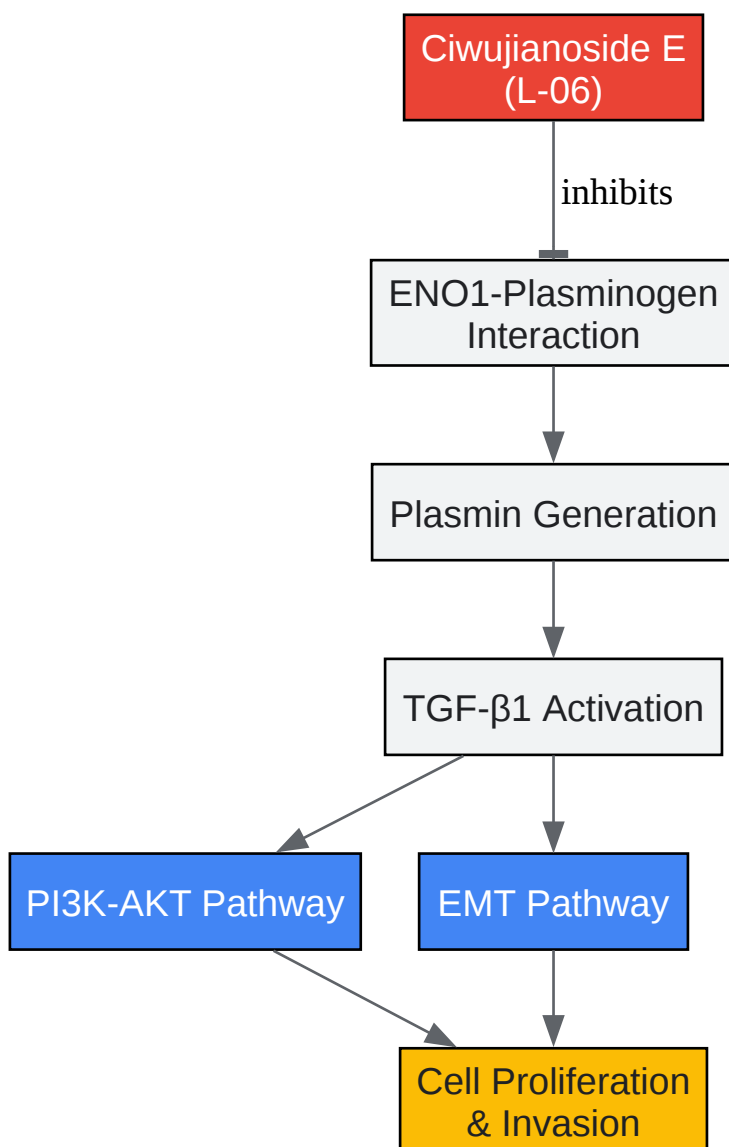 Ciwujianoside E
(L-06)
inhibits
ENO1-Plasminogen
Interaction
Plasmin Generation
TGF-β1 Activation
PI3K-AKT Pathway
EMT Pathway
Cell Proliferation
& Invasion